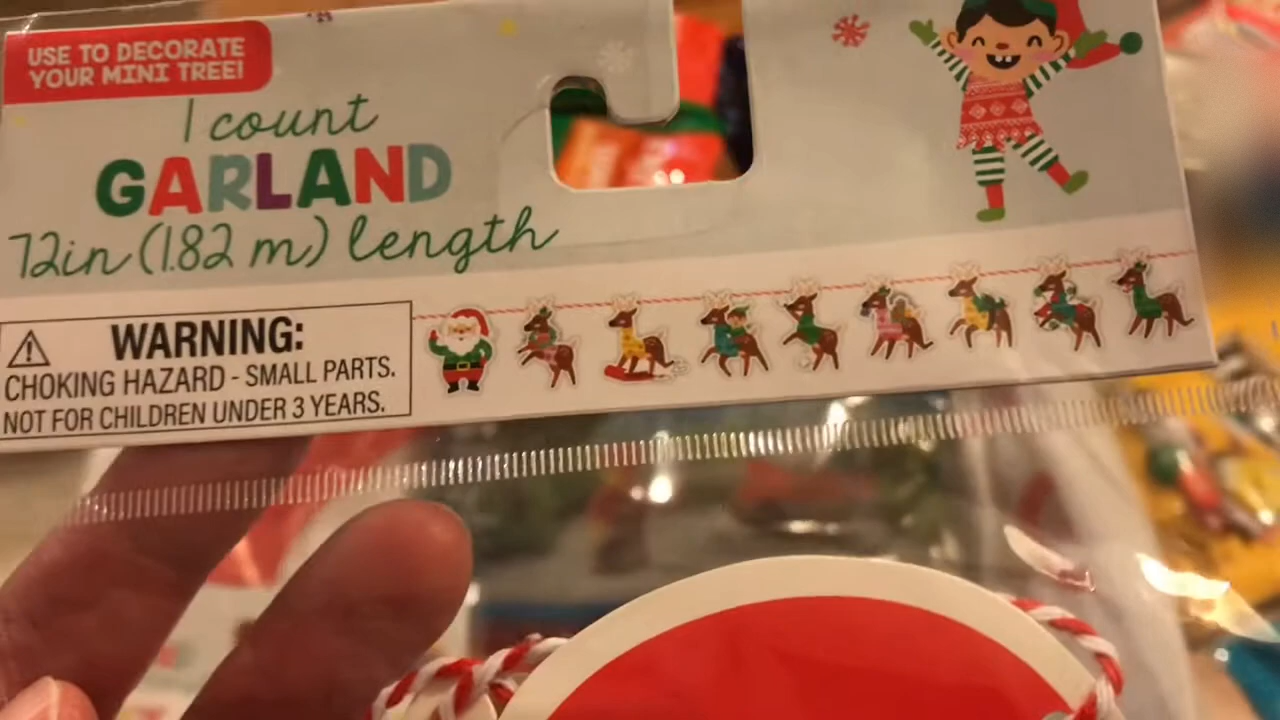 USE TO DECORATE
YOUR MINI TREE!
1 count
GARLAND
72in (1.82 m) length
WARNING:
CHOKING HAZARD - SMALL PARTS.
NOT FOR CHILDREN UNDER 3 YEARS.